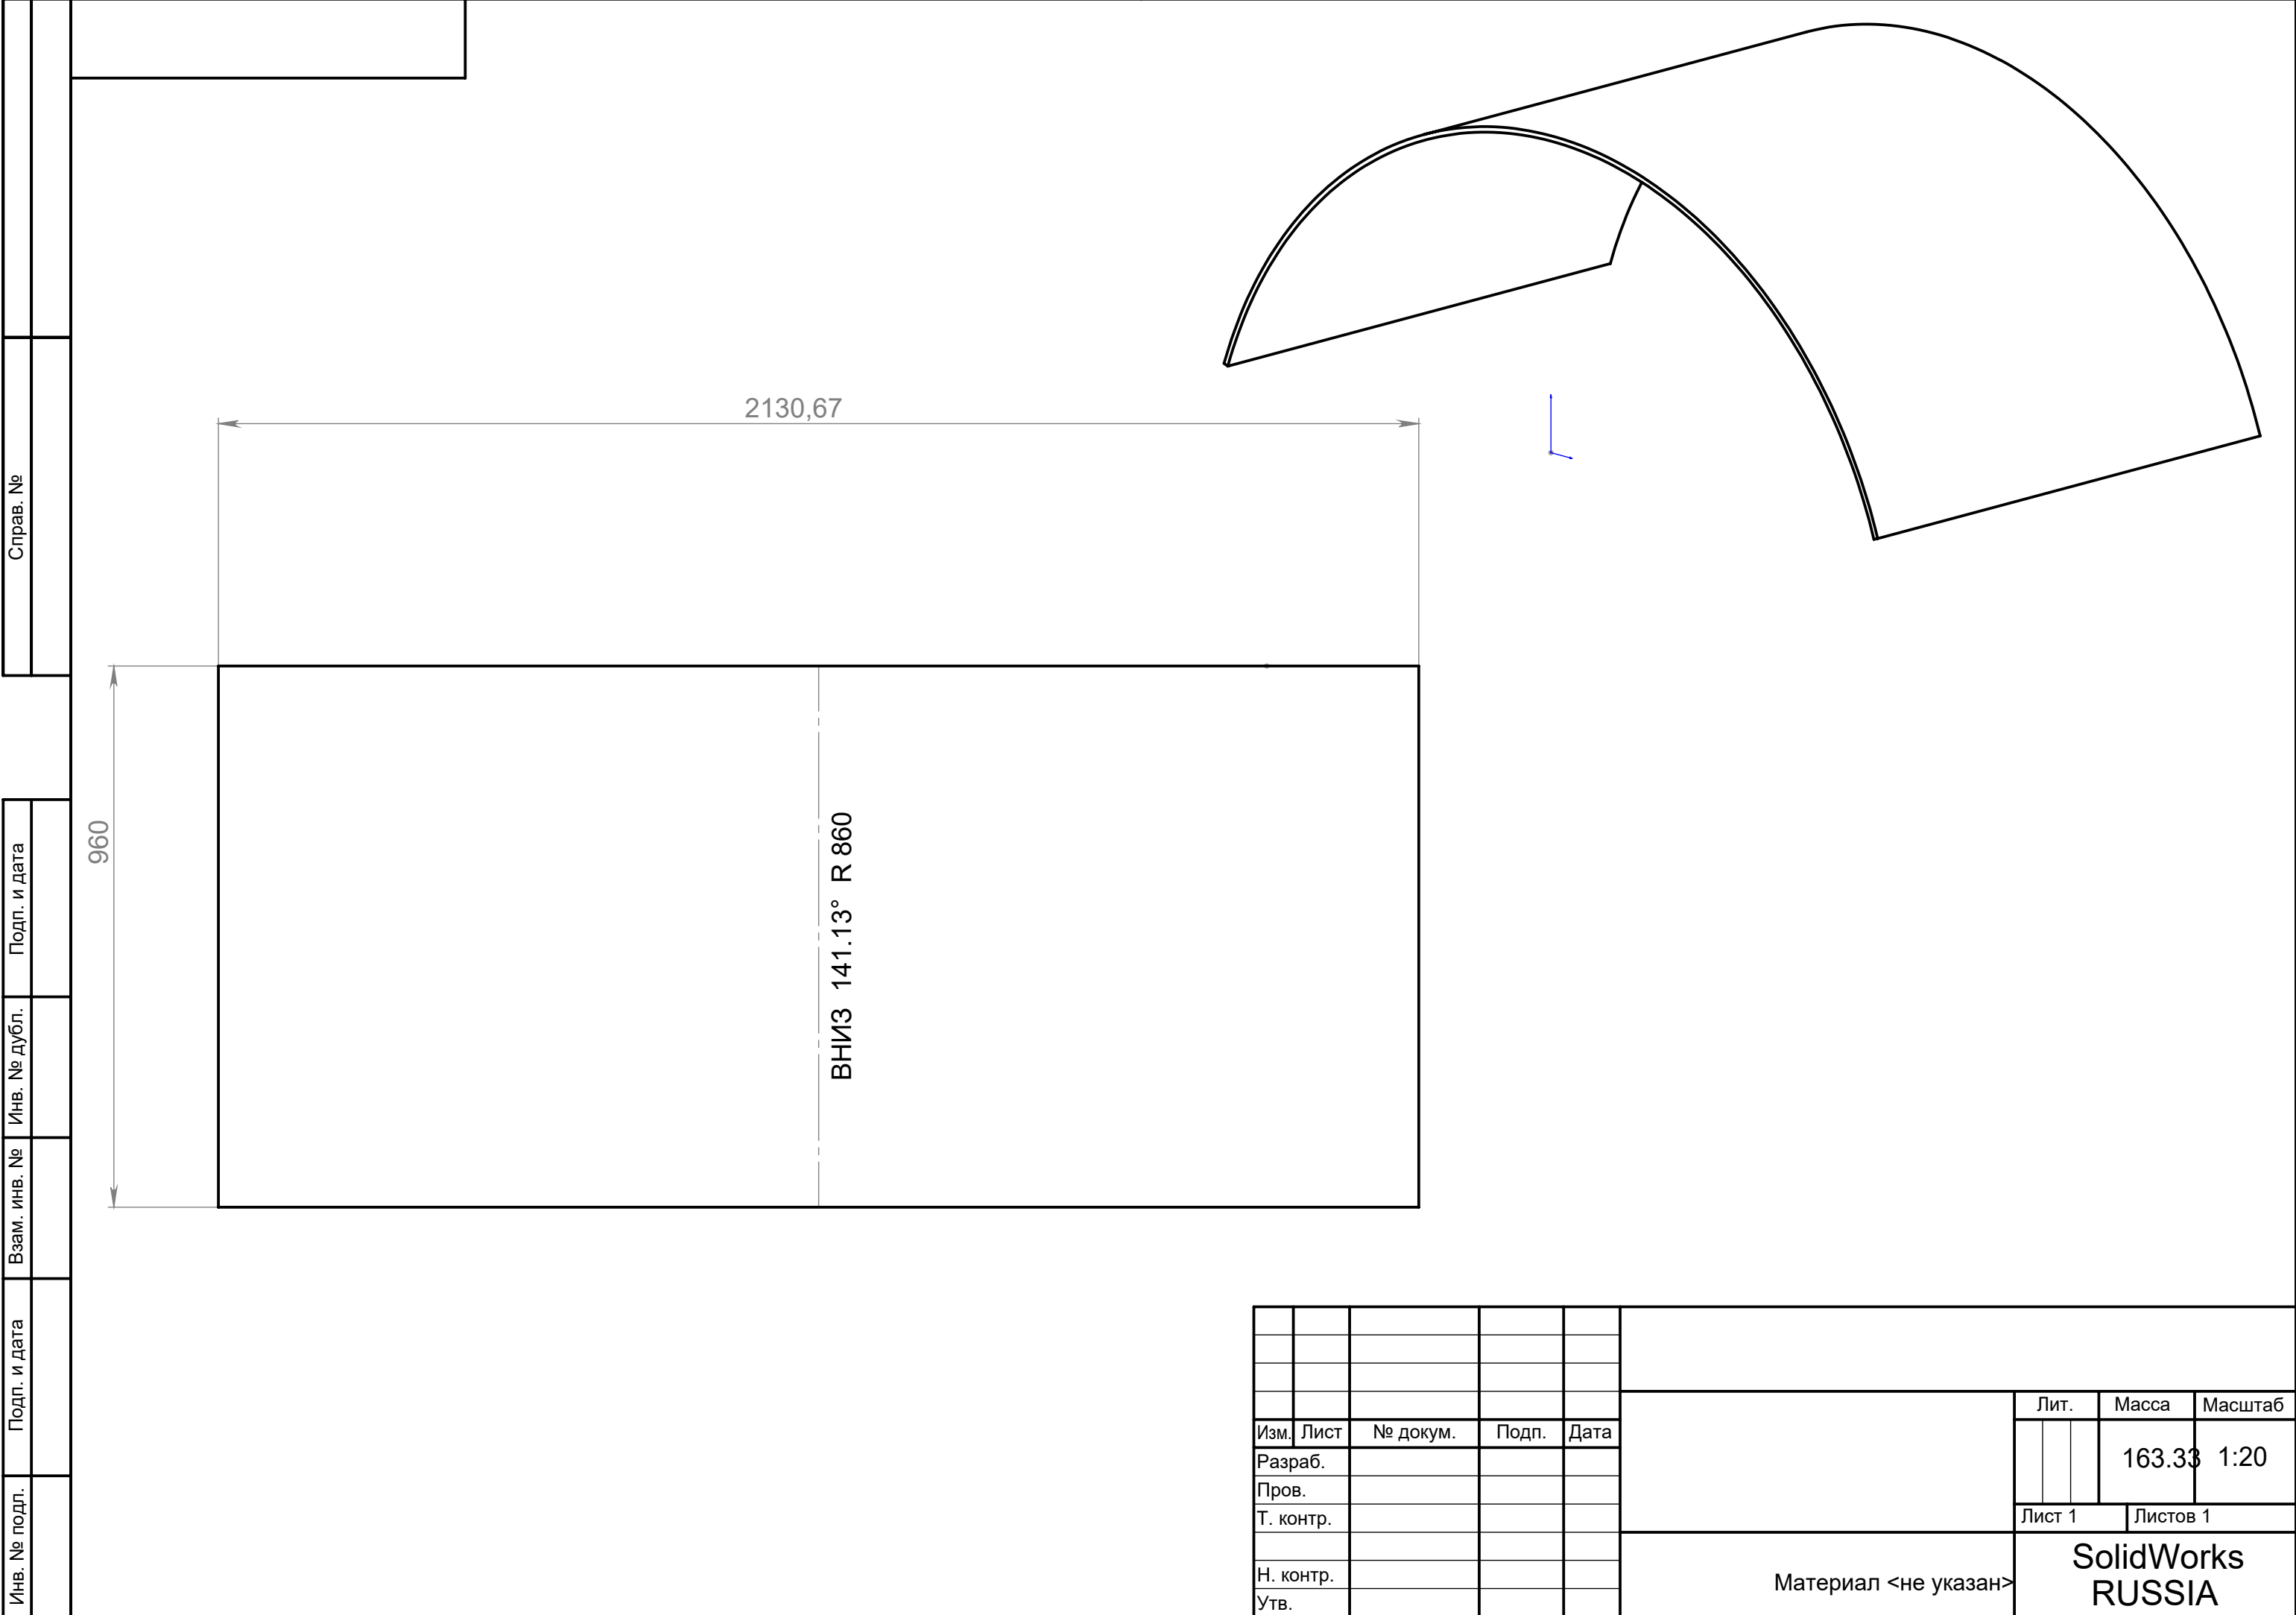 Справ. №
2130,67
960
ВНИЗ 141.13° R 860
Подп. и дата
Инв. № дубл.
Взам. инв. №
Подп. и дата
Инв. № подл.
Лит. Масса Масштаб
Изм. Лист № докум. Подп. Дата
163.33 1:20
Разраб.
Пров.
Т. контр.
Лист 1 Листов 1
Н. контр.
Утв.
Материал <не указан>
SolidWorks
RUSSIA